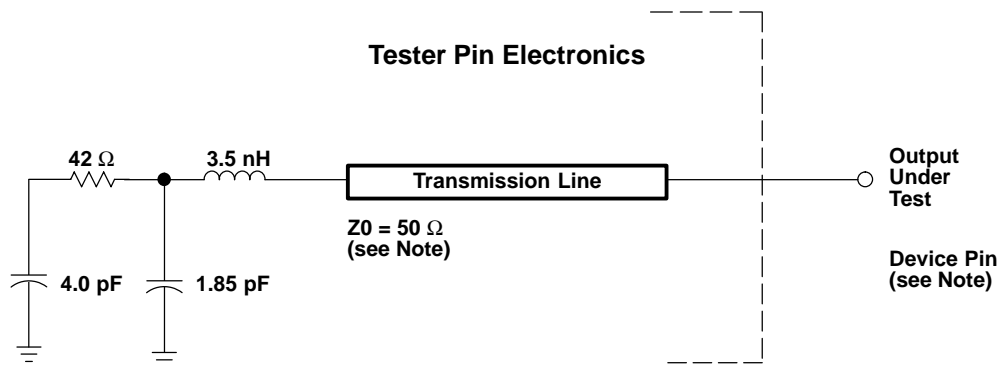 Tester Pin Electronics
42 Ω
3.5 nH
Transmission Line
Output
Under
Test
Z0 = 50 Ω
(see Note)
Device Pin
(see Note)
4.0 pF
1.85 pF